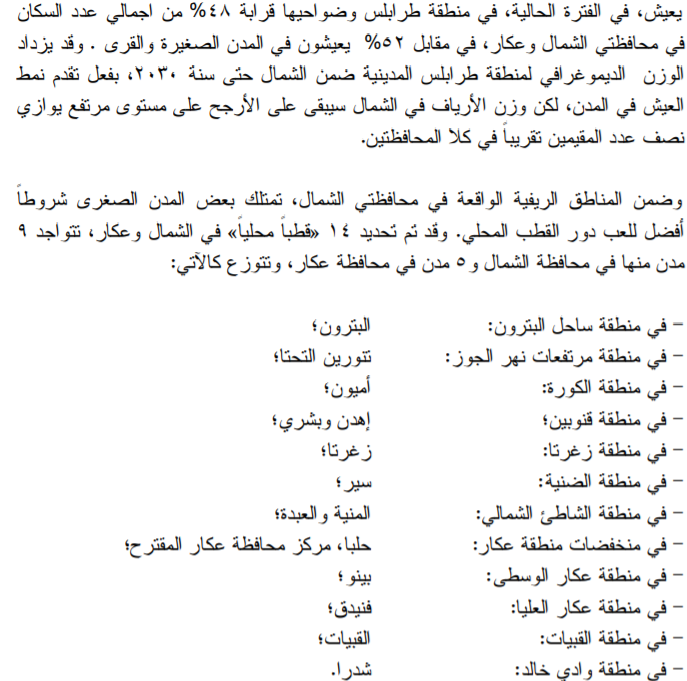 يعيش، في الفترة الحالية، في منطقة طرابلس وضواحيها قرابة ٤٨% من اجمالي عدد السكان
في محافظتي الشمال وعكار، في مقابل ٥٢% يعيشون في المدن الصغيرة والقرى . وقد يزداد
الوزن الديموغرافي لمنطقة طرابلس المدينية ضمن الشمال حتى سنة ٢٠٣٠، بفعل تقدم نمط
العيش في المدن، لكن وزن الأرياف في الشمال سيبقى على الأرجح على مستوى مرتفع يوازي
نصف عدد المقيمين تقريباً في كلا المحافظتين.
وضمن المناطق الريفية الواقعة في محافظتي الشمال، تمتلك بعض المدن الصغرى شروطاً
أفضل للعب دور القطب المحلي. وقد تم تحديد ١٤ «قطباً محلياً» في الشمال وعكار، تتواجد ٩
مدن منها في محافظة الشمال و٥ مدن في محافظة عكار، وتتوزع كالآتي:
– في منطقة ساحل البترون: البترون؛
– في منطقة مرتفعات نهر الجوز: تنورين التحتا؛
– في منطقة الكورة: أميون؛
– في منطقة قنوبين؛ إهدن وبشري؛
– في منطقة زغرتا: زغرتا؛
– في منطقة الضنية: سير؛
– في منطقة الشاطئ الشمالي: المنية والعبدة؛
– في منخفضات منطقة عكار: حلبا، مركز محافظة عكار المقترح؛
– في منطقة عكار الوسطى: بينو؛
– في منطقة عكار العليا: فنيدق؛
– في منطقة القبيات: القبيات؛
– في منطقة وادي خالد: شدرا.